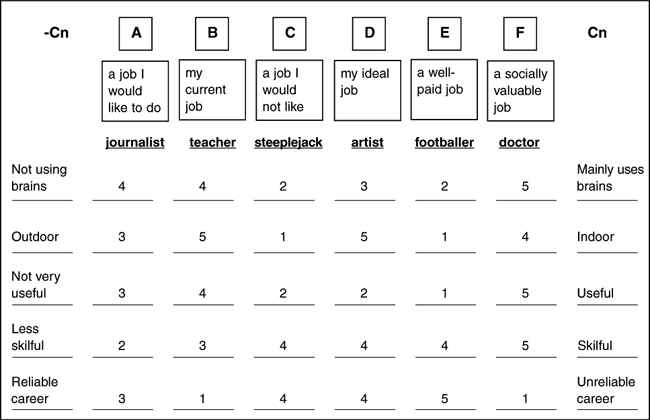 -Cn A B C D E F Cn
a job I would like to do
my current job
a job I would not like
my ideal job
a well-paid job
a socially valuable job
journalist teacher steeplejack artist footballer doctor
Not using brains 4 4 2 3 2 5 Mainly uses brains
Outdoor 3 5 1 5 1 4 Indoor
Not very useful 3 4 2 2 1 5 Useful
Less skilful 2 3 4 4 4 5 Skilful
Reliable career 3 1 4 4 5 1 Unreliable career